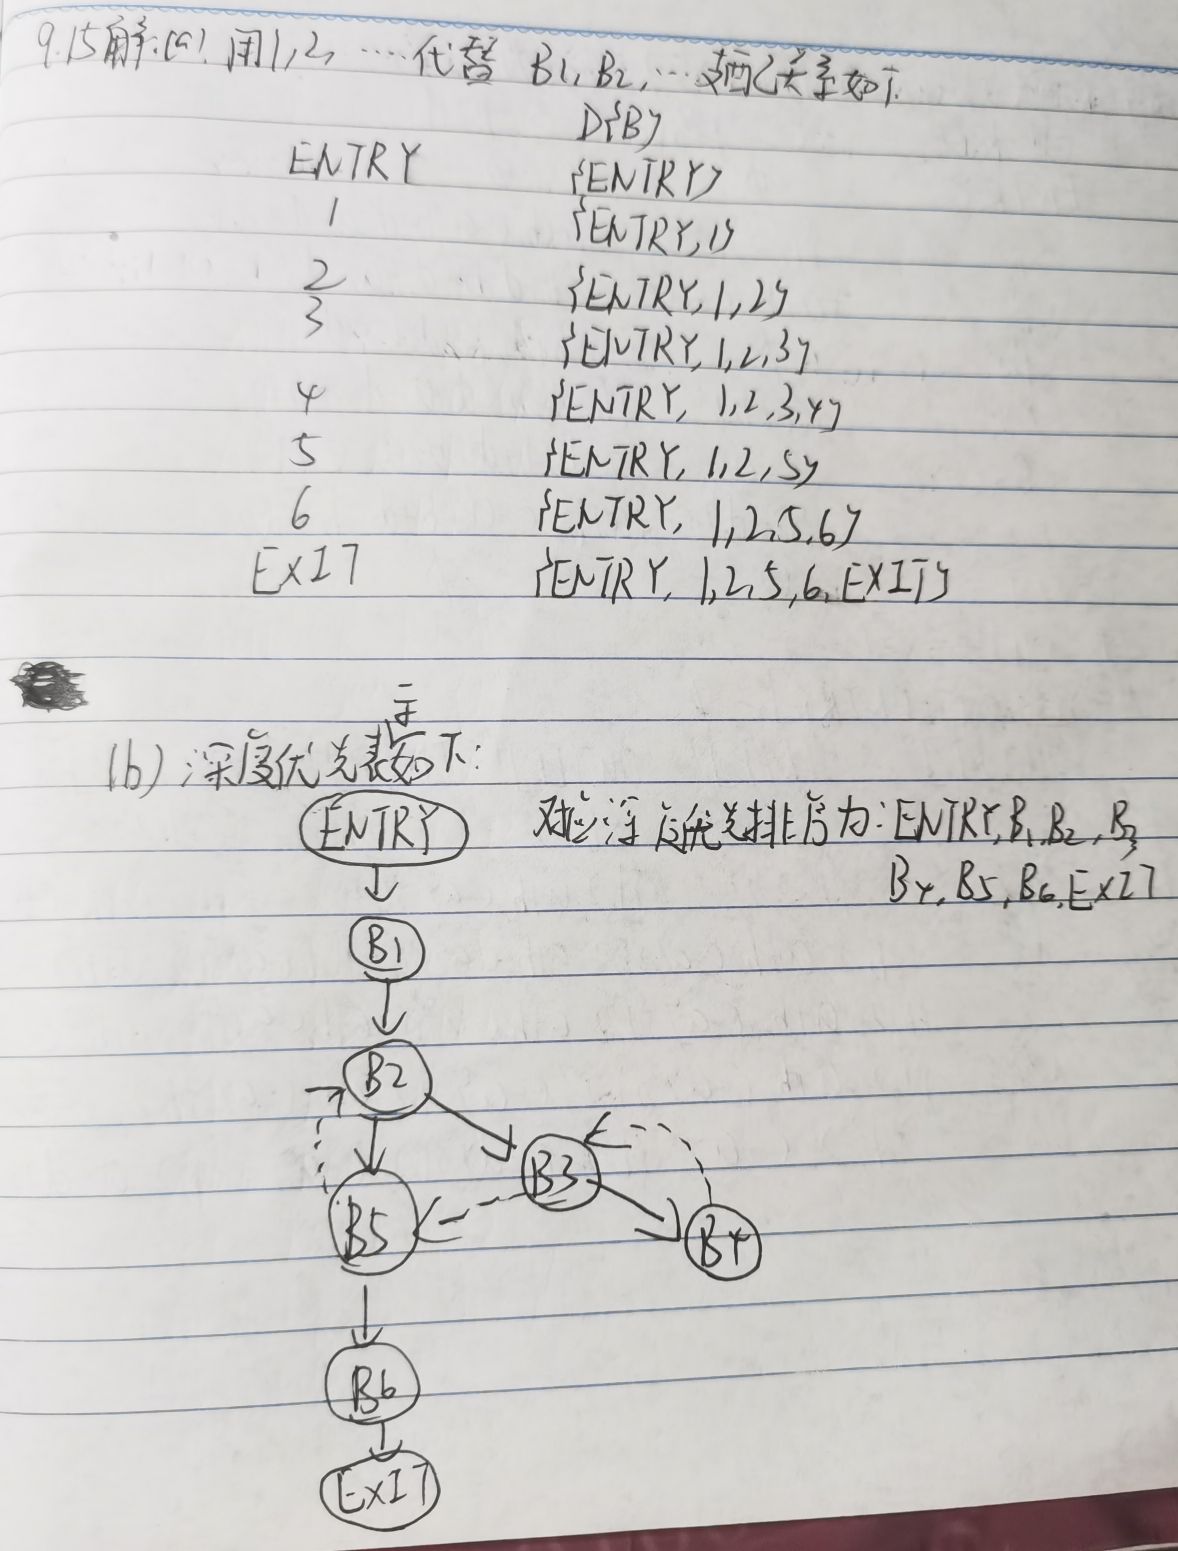 9.15解:(a) 用1,2, …代替 B1, B2, …支配关系如下.
D{B}
ENTRY {ENTRY}
1 {ENTRY, 1}
2 {ENTRY, 1, 2}
3 {ENTRY, 1, 2, 3}
4 {ENTRY, 1, 2, 3, 4}
5 {ENTRY, 1, 2, 5}
6 {ENTRY, 1, 2, 5, 6}
EXIT {ENTRY, 1, 2, 5, 6, EXIT}
(b) 深度优先表示如下:
ENTRY 对应深度优先排序为: ENTRY, B1, B2, B3
B4, B5, B6, EXIT
B1
B2
B3
B5
B4
B6
EXIT